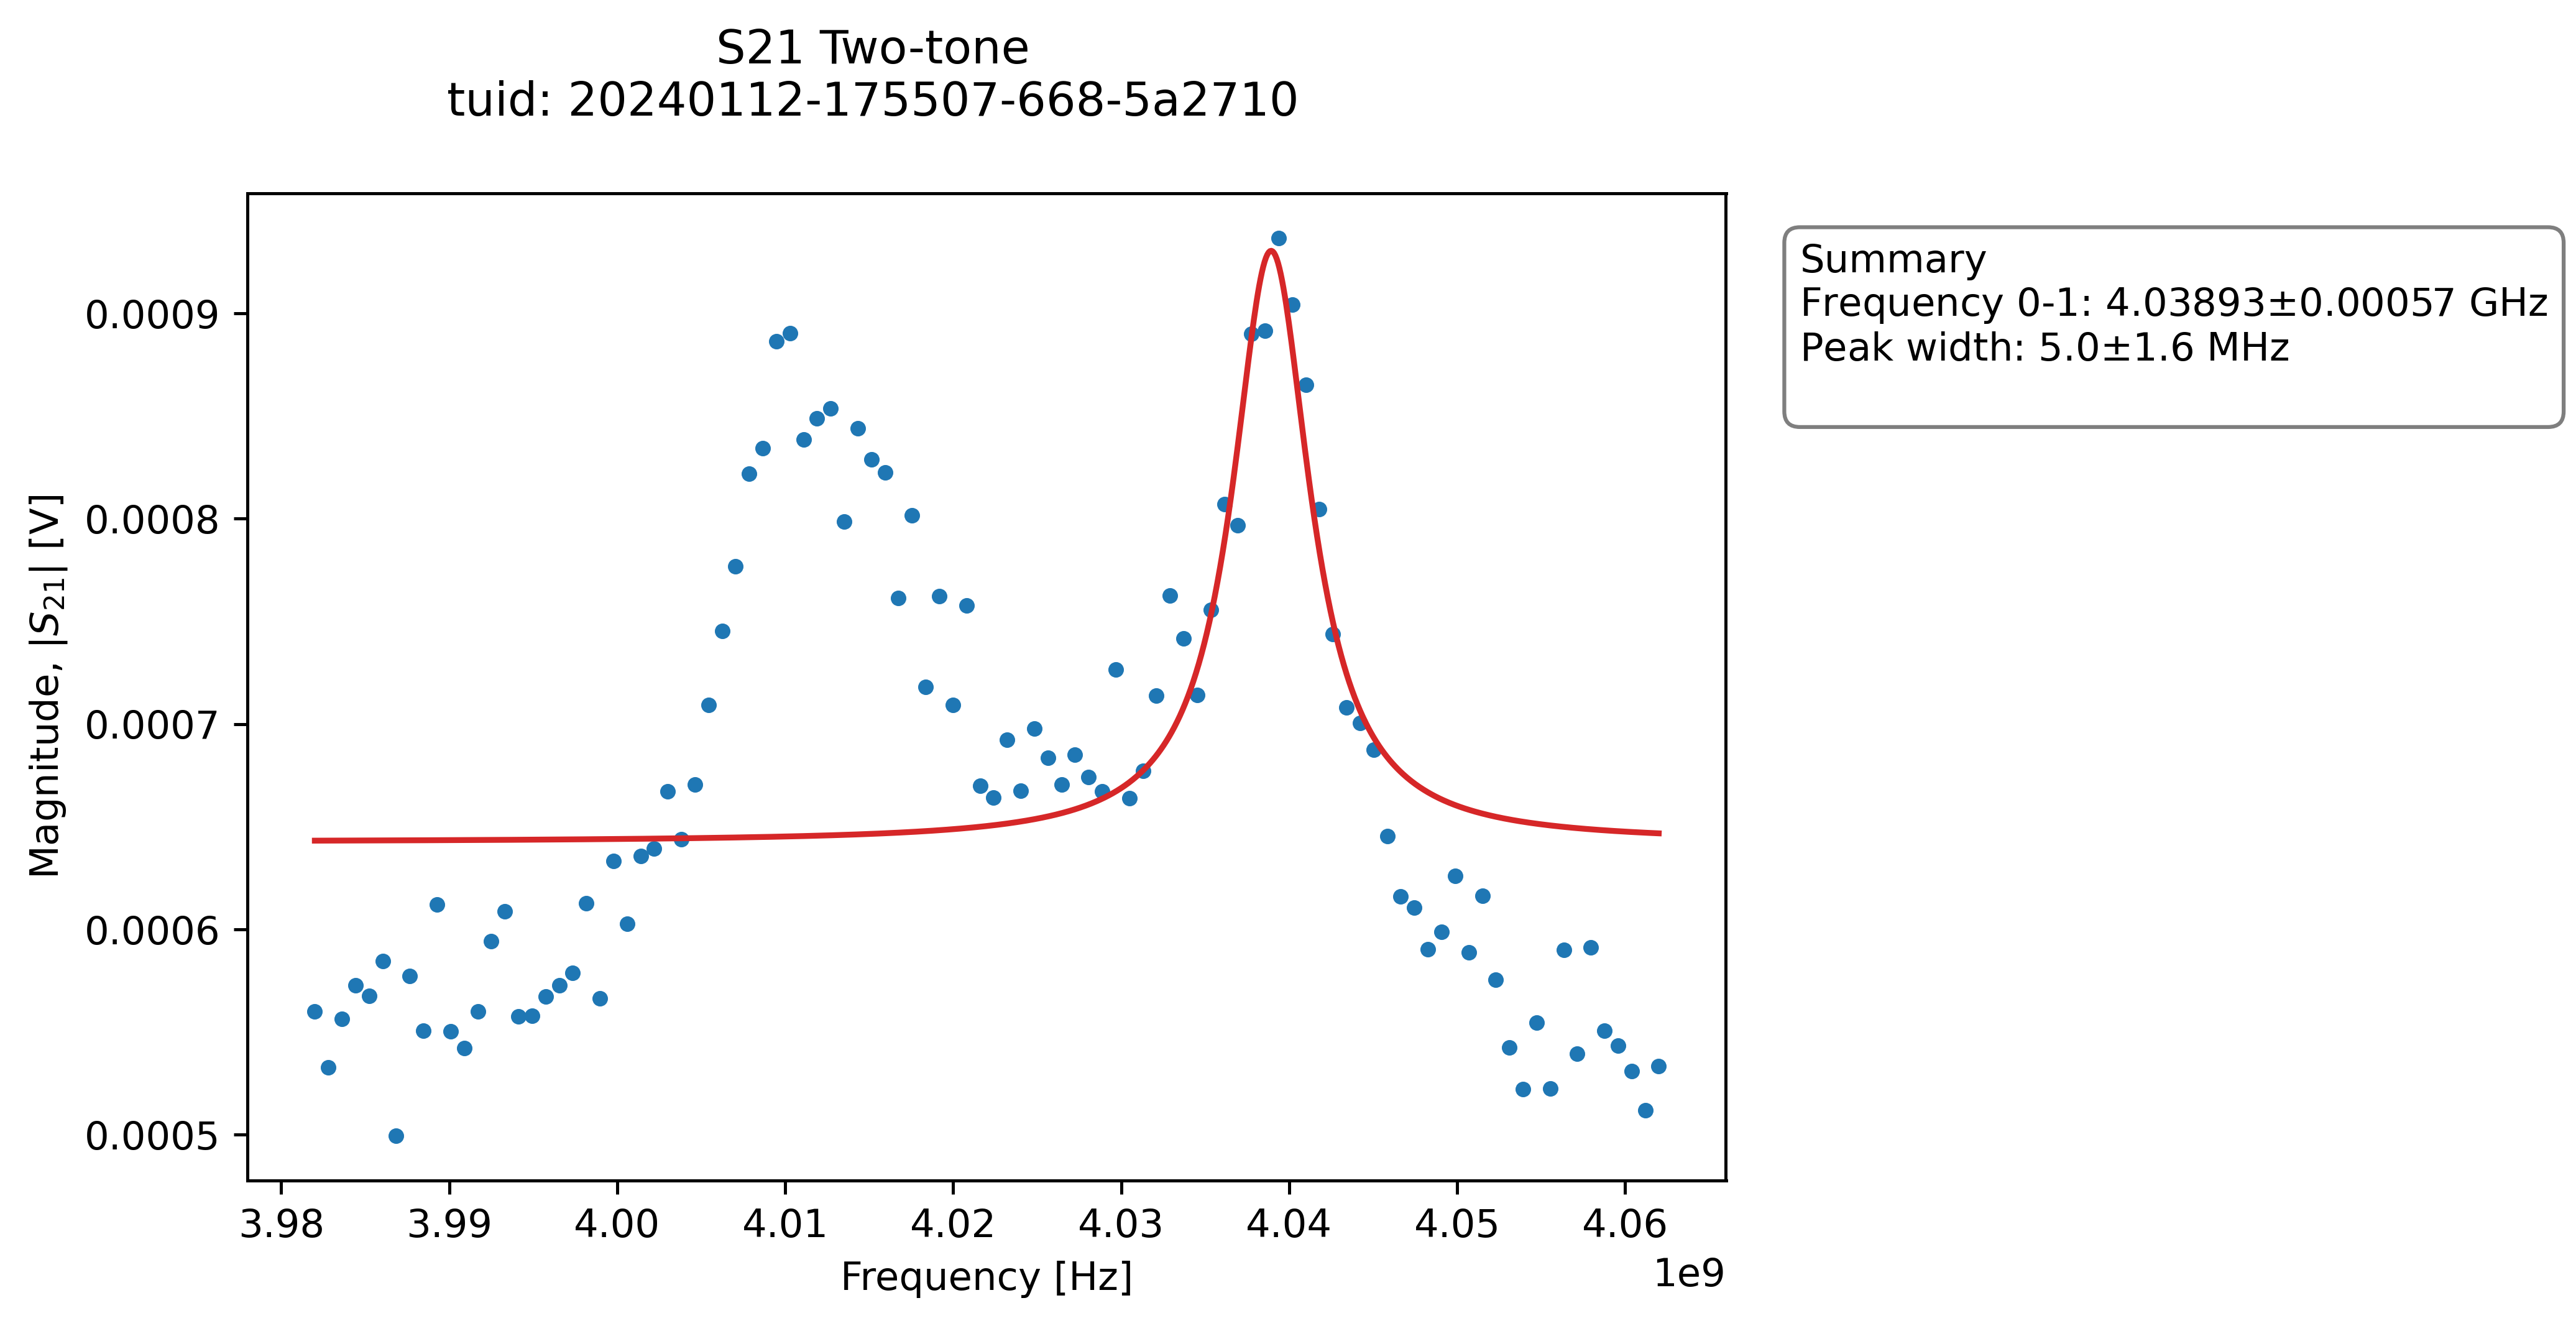 S21 Two-tone
tuid: 20240112-175507-668-5a2710
Summary
Frequency 0-1: 4.03893±0.00057 GHz
Peak width: 5.0±1.6 MHz
Magnitude, |S21| [V]
0.0009
0.0008
0.0007
0.0006
0.0005
3.98 3.99 4.00 4.01 4.02 4.03 4.04 4.05 4.06
1e9
Frequency [Hz]